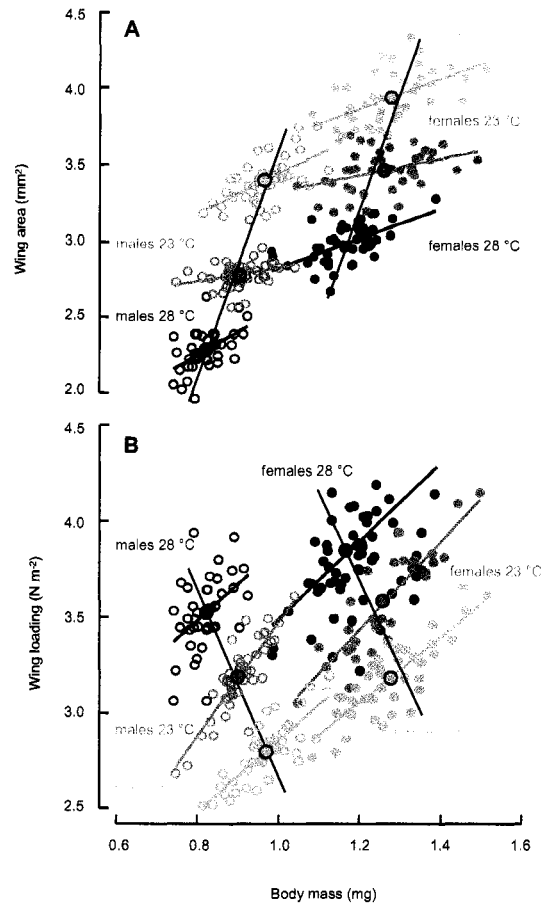 4.5
A
4.0
females 23 °C
3.5
Wing area (mm²)
males 23 °C
3.0
females 28 °C
males 28 °C
2.5
2.0
4.5
B
females 28 °C
4.0
males 28 °C
females 23 °C
3.5
Wing loading (N m-²)
3.0
males 23 °C
2.5
0.6 0.8 1.0 1.2 1.4 1.6
Body mass (mg)